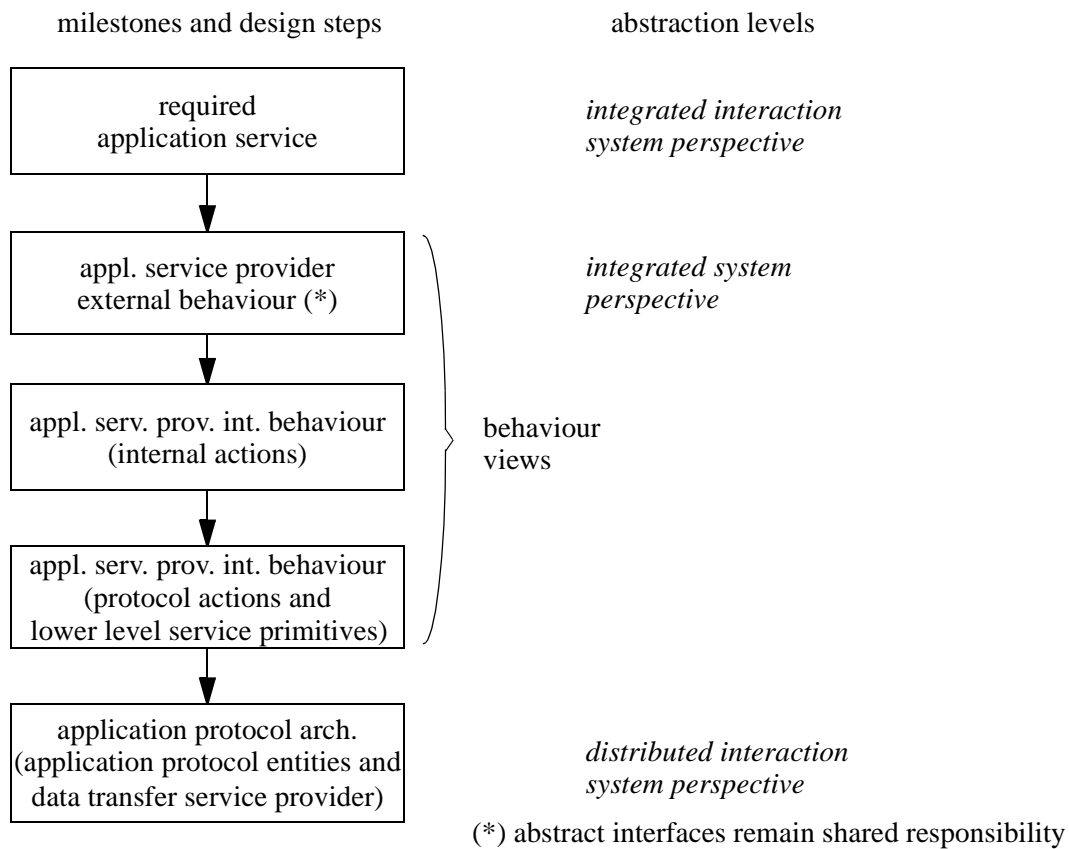 milestones and design steps
abstraction levels
required
application service
integrated interaction
system perspective
appl. service provider
external behaviour (*)
integrated system
perspective
appl. serv. prov. int. behaviour
(internal actions)
behaviour
views
appl. serv. prov. int. behaviour
(protocol actions and
lower level service primitives)
application protocol arch.
(application protocol entities and
data transfer service provider)
distributed interaction
system perspective
(*) abstract interfaces remain shared responsibility